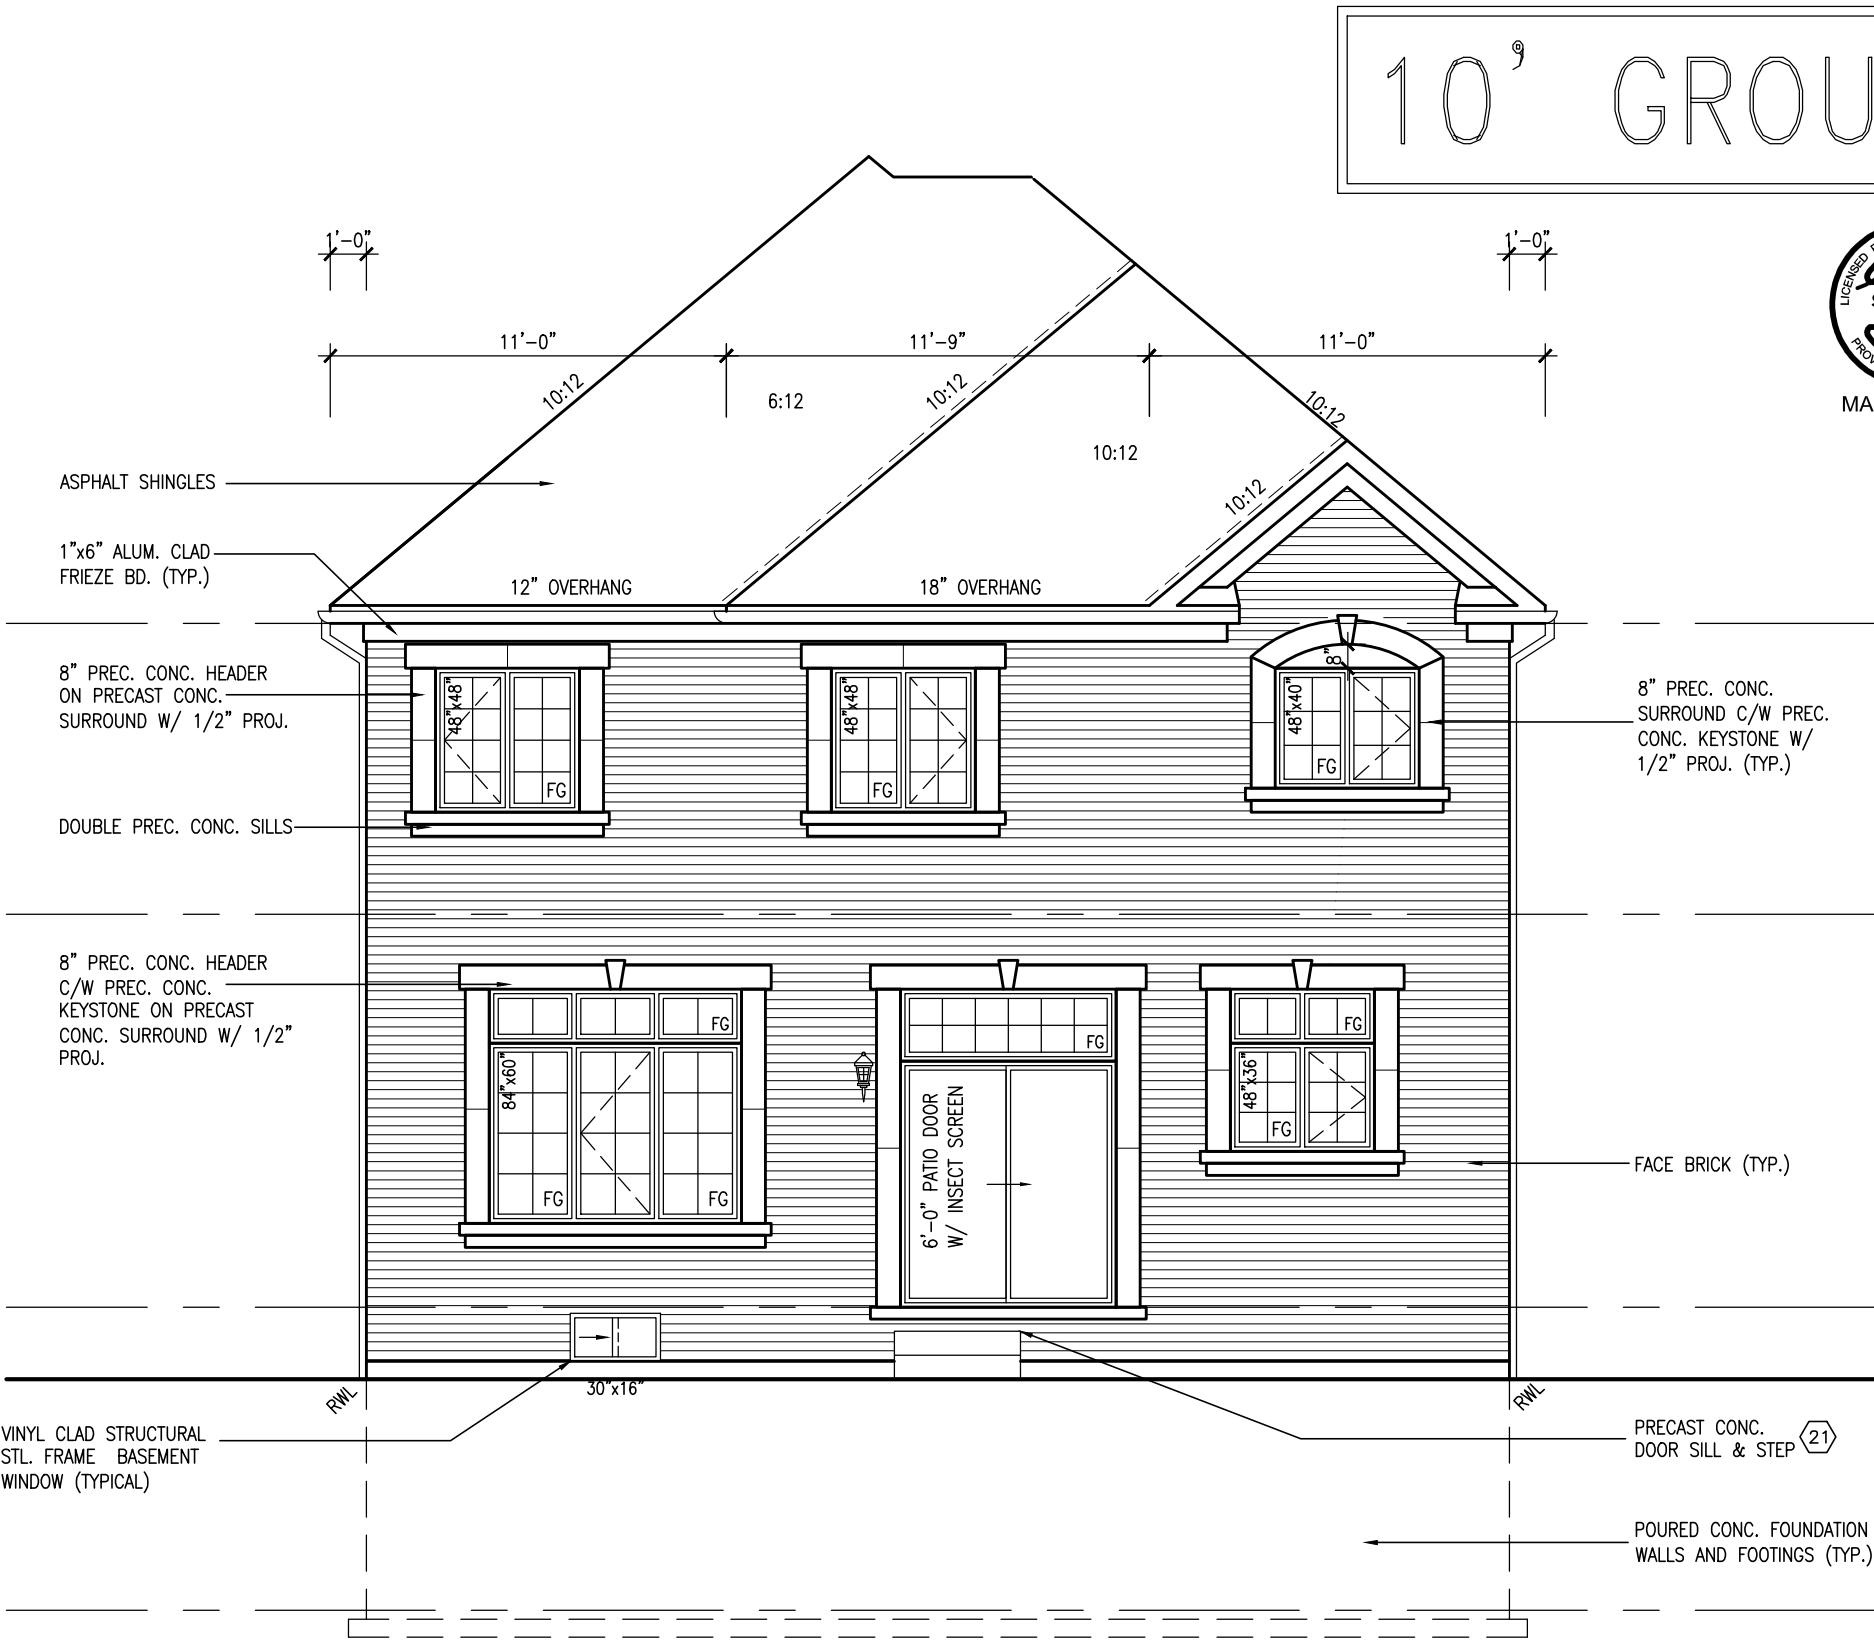 10' GROU
LICENSED
PROV
MA
1'-0"
1'-0"
11'-0"
11'-9"
11'-0"
10:12
6:12
10:12
10:12
10:12
10:12
ASPHALT SHINGLES
1"x6" ALUM. CLAD
FRIEZE BD. (TYP.)
12" OVERHANG
18" OVERHANG
8" PREC. CONC. HEADER
ON PRECAST CONC.
SURROUND W/ 1/2" PROJ.
48"x48"
FG
48"x48"
FG
8"
48"x40"
FG
8" PREC. CONC.
SURROUND C/W PREC.
CONC. KEYSTONE W/
1/2" PROJ. (TYP.)
DOUBLE PREC. CONC. SILLS
8" PREC. CONC. HEADER
C/W PREC. CONC.
KEYSTONE ON PRECAST
CONC. SURROUND W/ 1/2"
PROJ.
FG
84"x60"
FG
FG
FG
6'-0" PATIO DOOR
W/ INSECT SCREEN
FG
48"x36"
FG
FACE BRICK (TYP.)
30"x16"
RWL
RWL
VINYL CLAD STRUCTURAL
STL. FRAME BASEMENT
WINDOW (TYPICAL)
PRECAST CONC.
DOOR SILL & STEP 21
POURED CONC. FOUNDATION
WALLS AND FOOTINGS (TYP.)